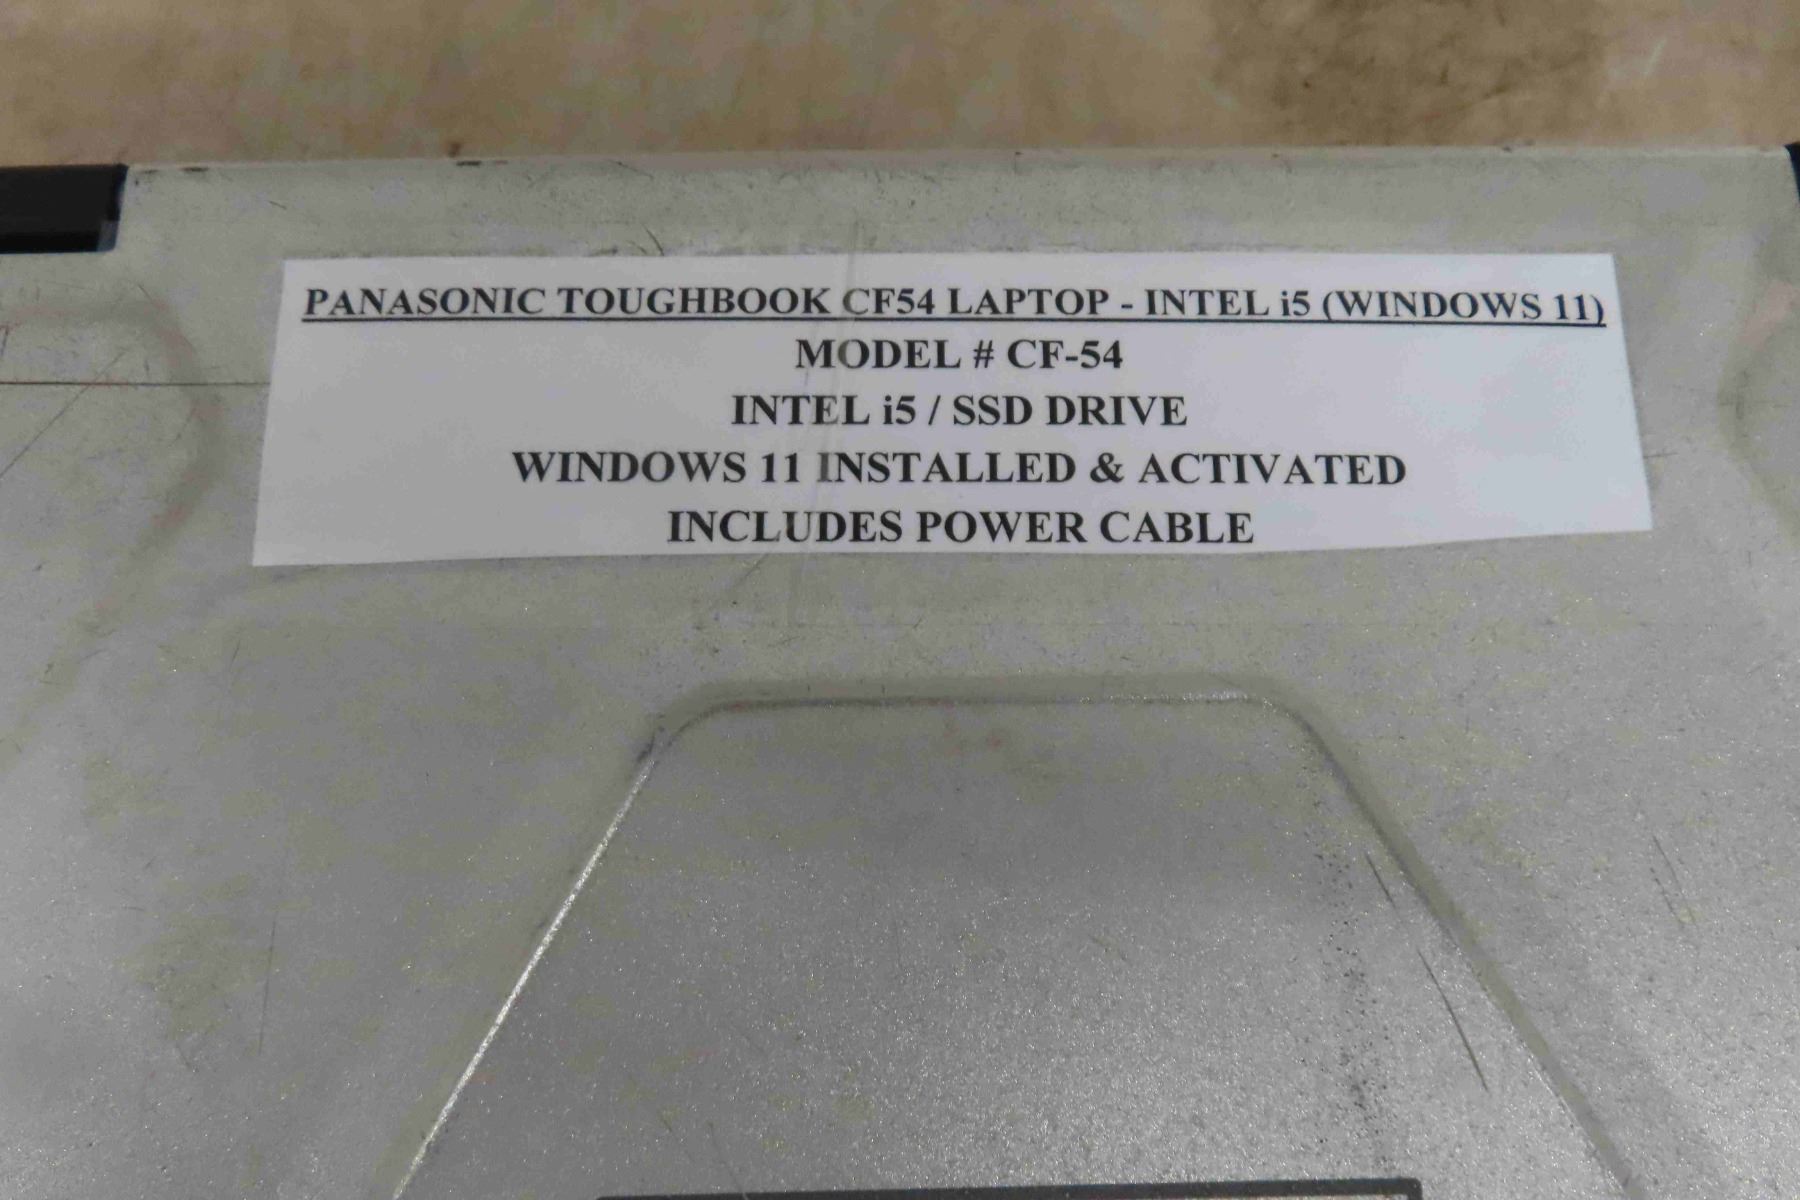 PANASONIC TOUGHBOOK CF54 LAPTOP - INTEL i5 (WINDOWS 11)
MODEL # CF-54
INTEL i5 / SSD DRIVE
WINDOWS 11 INSTALLED & ACTIVATED
INCLUDES POWER CABLE